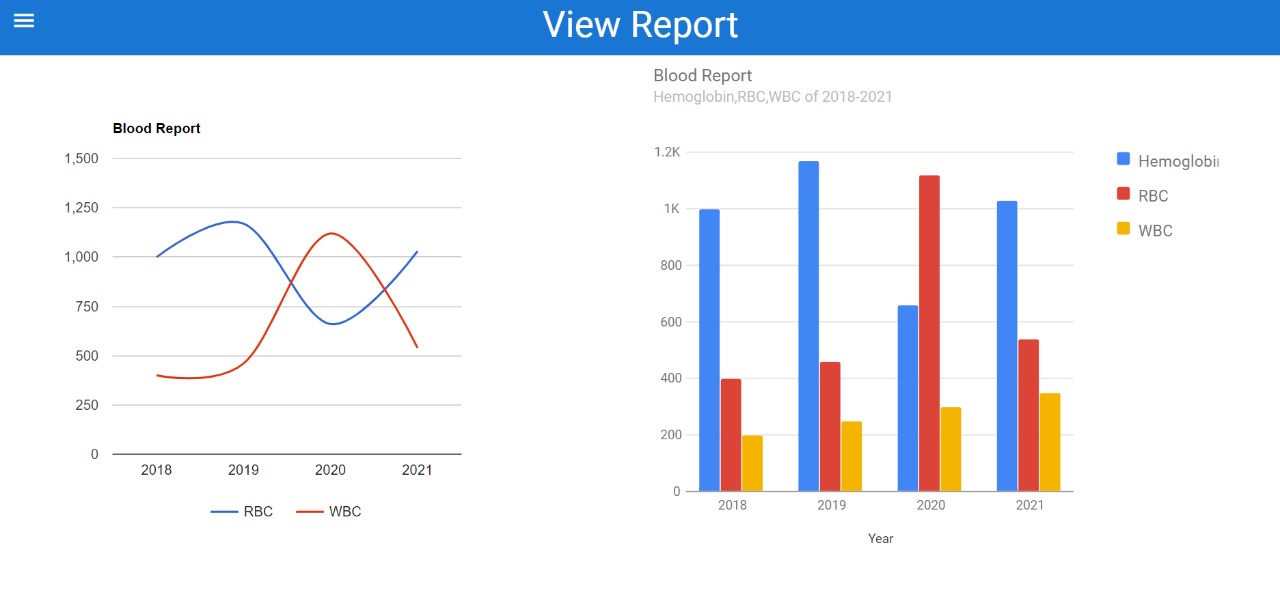 View Report
Blood Report
1,500
1,250
1,000
750
500
250
0
2018 2019 2020 2021
RBC WBC
Blood Report
Hemoglobin,RBC,WBC of 2018-2021
1.2K
1K
800
600
400
200
0
2018 2019 2020 2021
Year
Hemoglobi
RBC
WBC